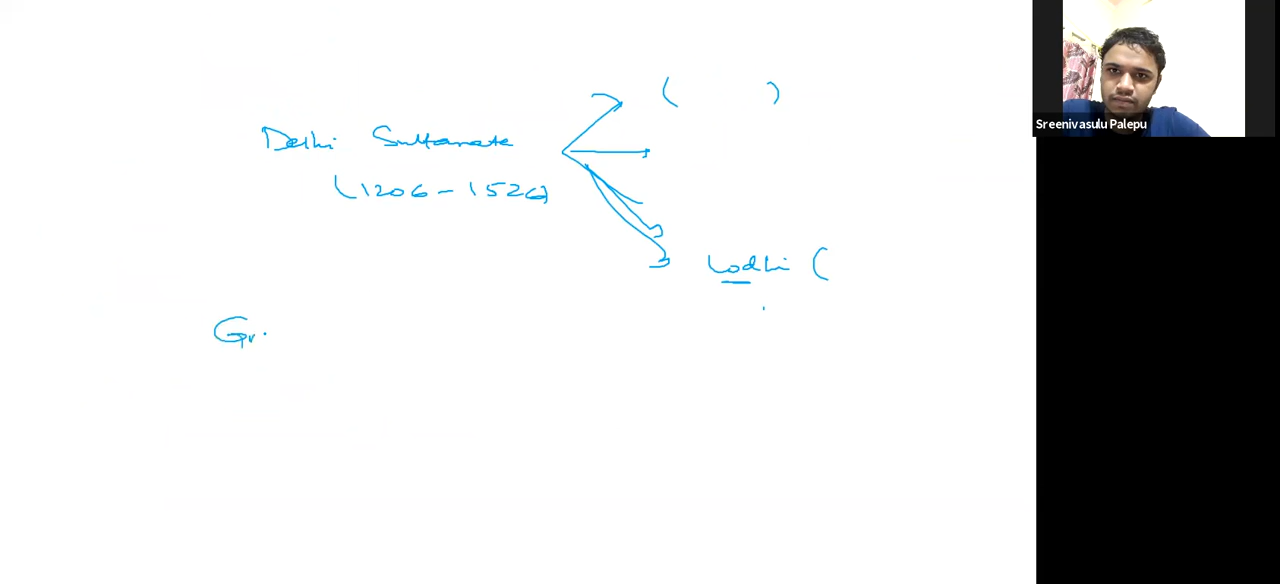 ( )
Sreenivasulu Palepu
Delhi Sultanate
(1206 - 1526)
Lodhi (
Gr.